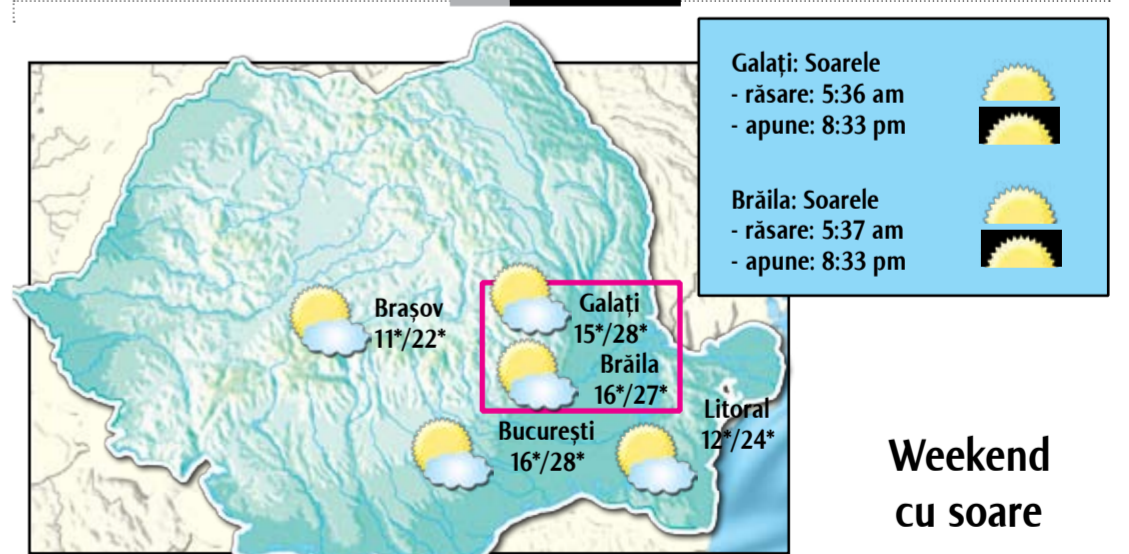 Galați: Soarele
- răsare: 5:36 am
- apune: 8:33 pm
Brăila: Soarele
- răsare: 5:37 am
- apune: 8:33 pm
Brașov
11*/22*
Galați
15*/28*
Brăila
16*/27*
Litoral
12*/24*
București
16*/28*
Weekend
cu soare